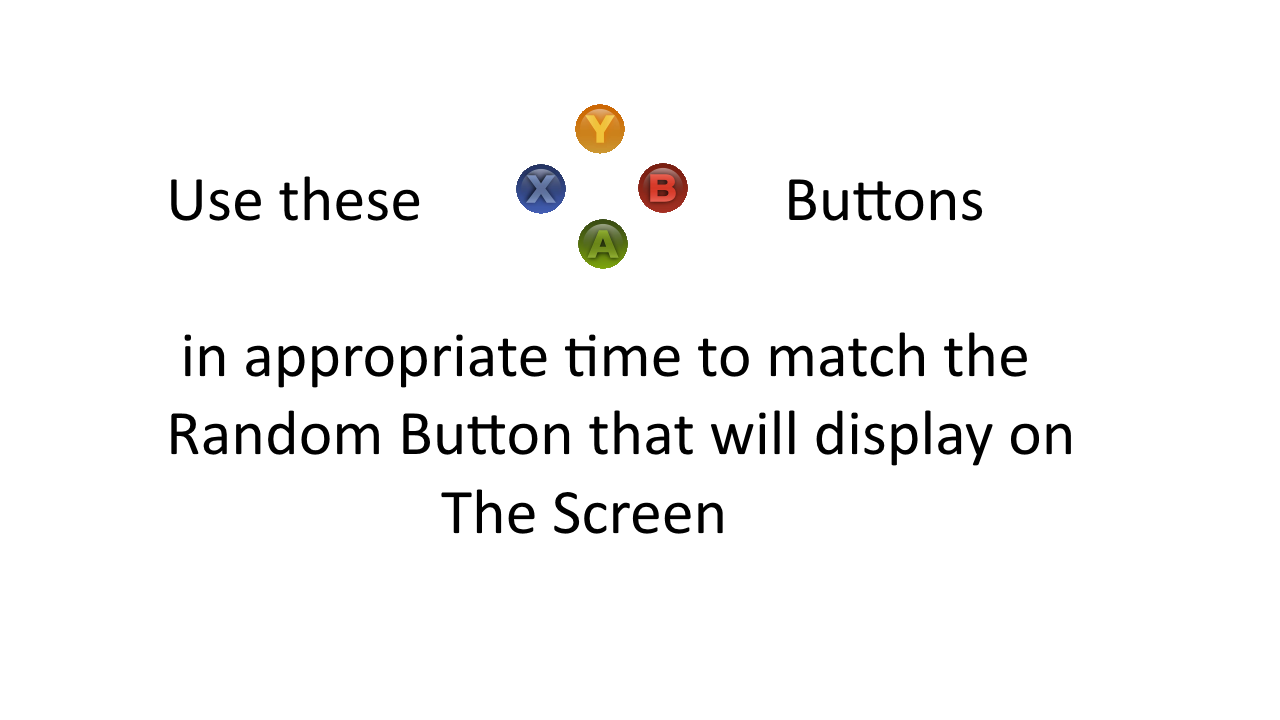 Y
Use these X B Buttons
A
in appropriate time to match the
Random Button that will display on
The Screen